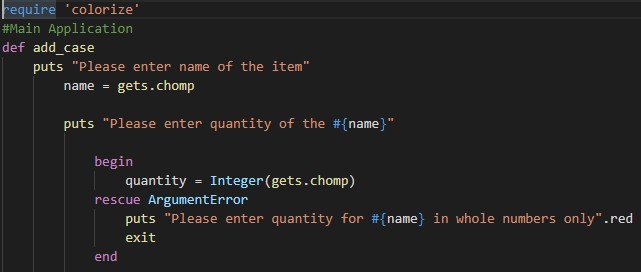 require 'colorize'
#Main Application
def add_case
puts "Please enter name of the item"
name = gets.chomp
puts "Please enter quantity of the #{name}"
begin
quantity = Integer(gets.chomp)
rescue ArgumentError
puts "Please enter quantity for #{name} in whole numbers only".red
exit
end